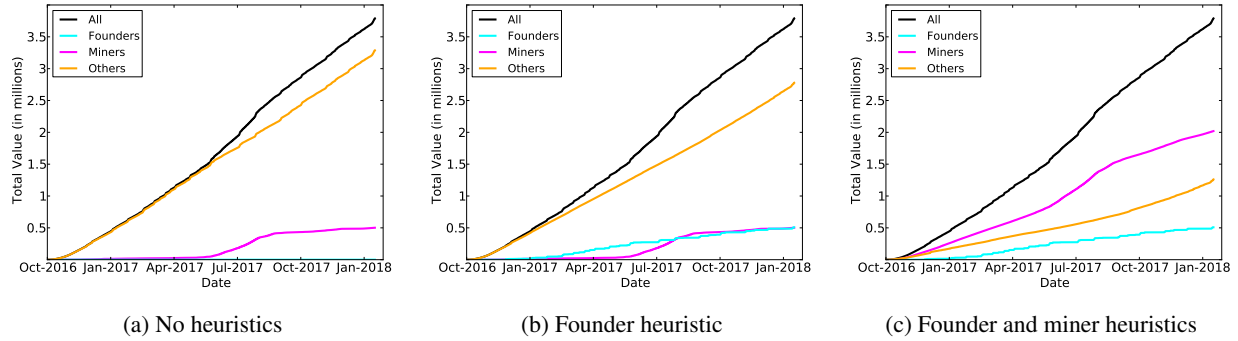 All
Founders
Miners
Others
3.5
3
2.5
2
1.5
1
0.5
Total Value (in millions)
Oct-2016 Jan-2017 Apr-2017 Jul-2017 Oct-2017 Jan-2018
Date
(a) No heuristics
All
Founders
Miners
Others
3.5
3
2.5
2
1.5
1
0.5
Total Value (in millions)
Oct-2016 Jan-2017 Apr-2017 Jul-2017 Oct-2017 Jan-2018
Date
(b) Founder heuristic
All
Founders
Miners
Others
3.5
3
2.5
2
1.5
1
0.5
Total Value (in millions)
Oct-2016 Jan-2017 Apr-2017 Jul-2017 Oct-2017 Jan-2018
Date
(c) Founder and miner heuristics